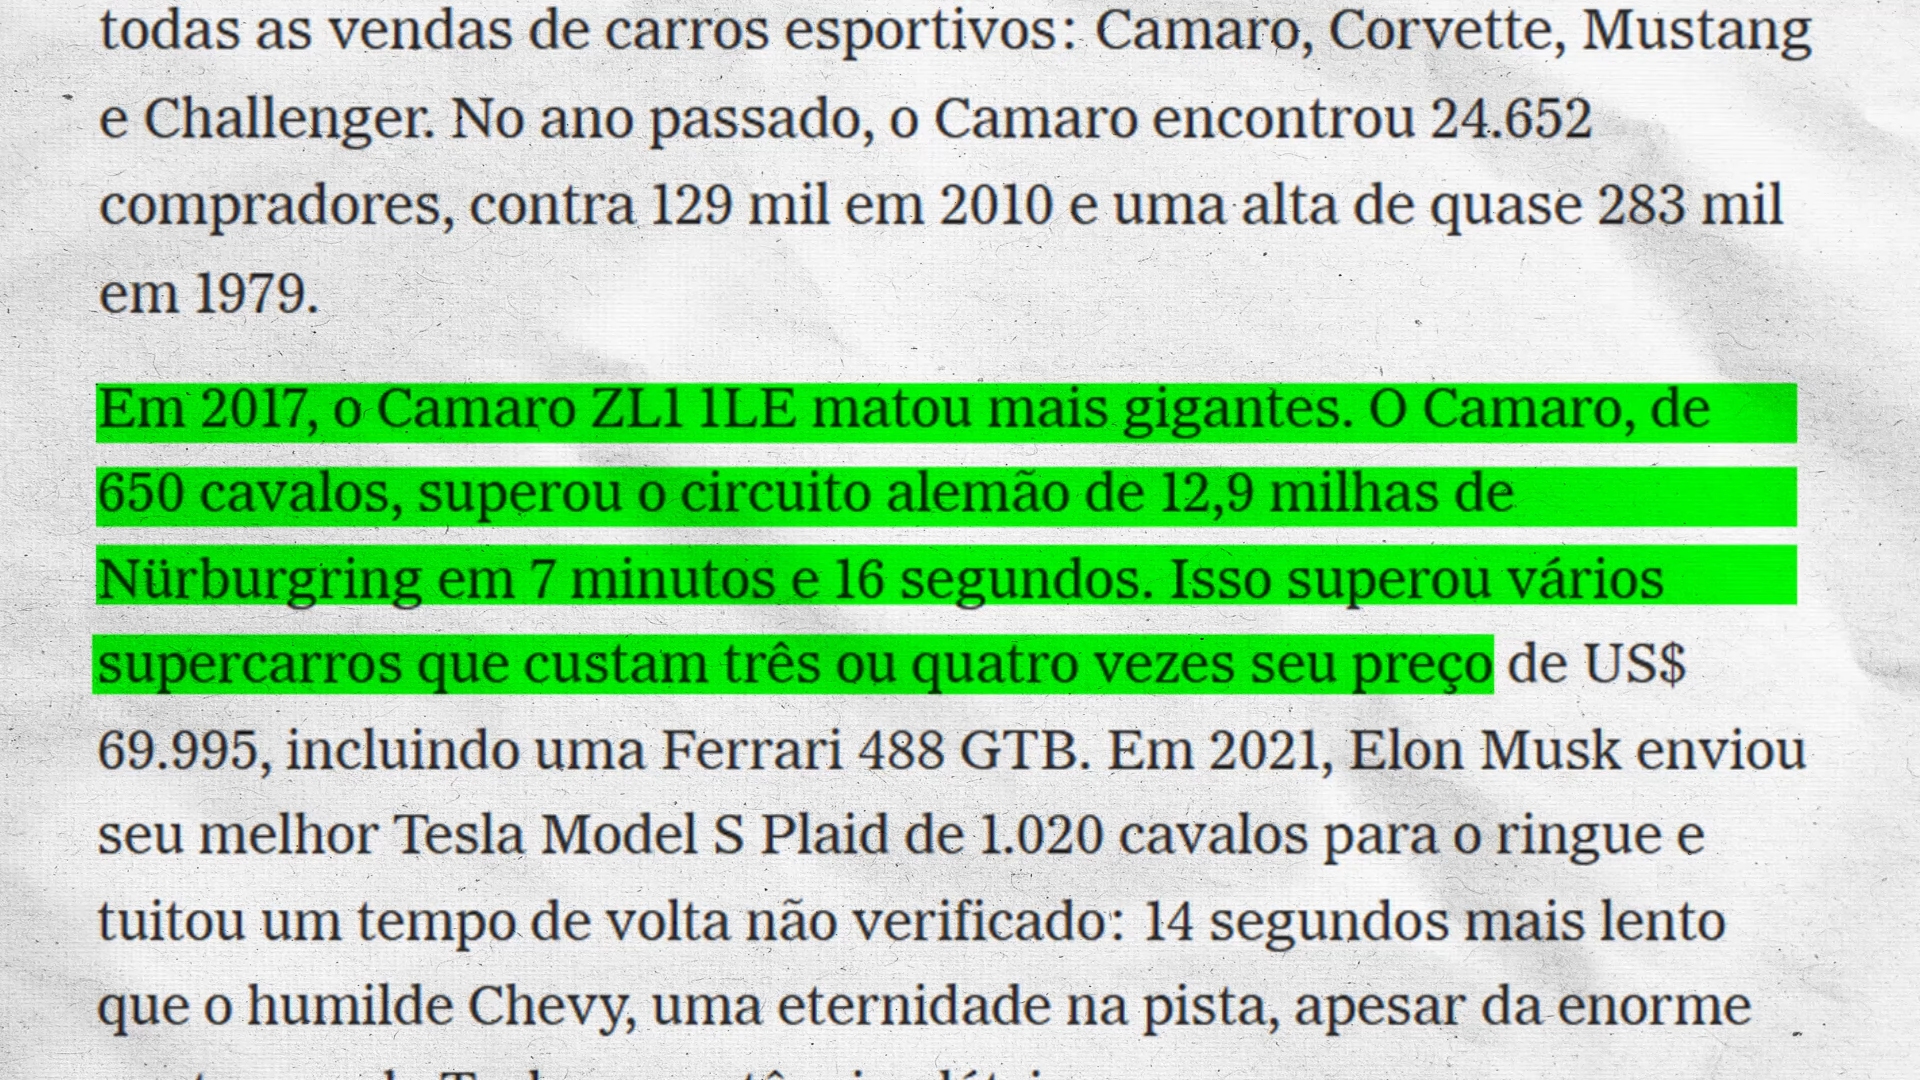 todas as vendas de carros esportivos: Camaro, Corvette, Mustang
e Challenger. No ano passado, o Camaro encontrou 24.652
compradores, contra 129 mil em 2010 e uma alta de quase 283 mil
em 1979.
Em 2017, o Camaro ZL1 1LE matou mais gigantes. O Camaro, de
650 cavalos, superou o circuito alemão de 12,9 milhas de
Nürburgring em 7 minutos e 16 segundos. Isso superou vários
supercarros que custam três ou quatro vezes seu preço de US$
69.995, incluindo uma Ferrari 488 GTB. Em 2021, Elon Musk enviou
seu melhor Tesla Model S Plaid de 1.020 cavalos para o ringue e
tuitou um tempo de volta não verificado: 14 segundos mais lento
que o humilde Chevy, uma eternidade na pista, apesar da enorme